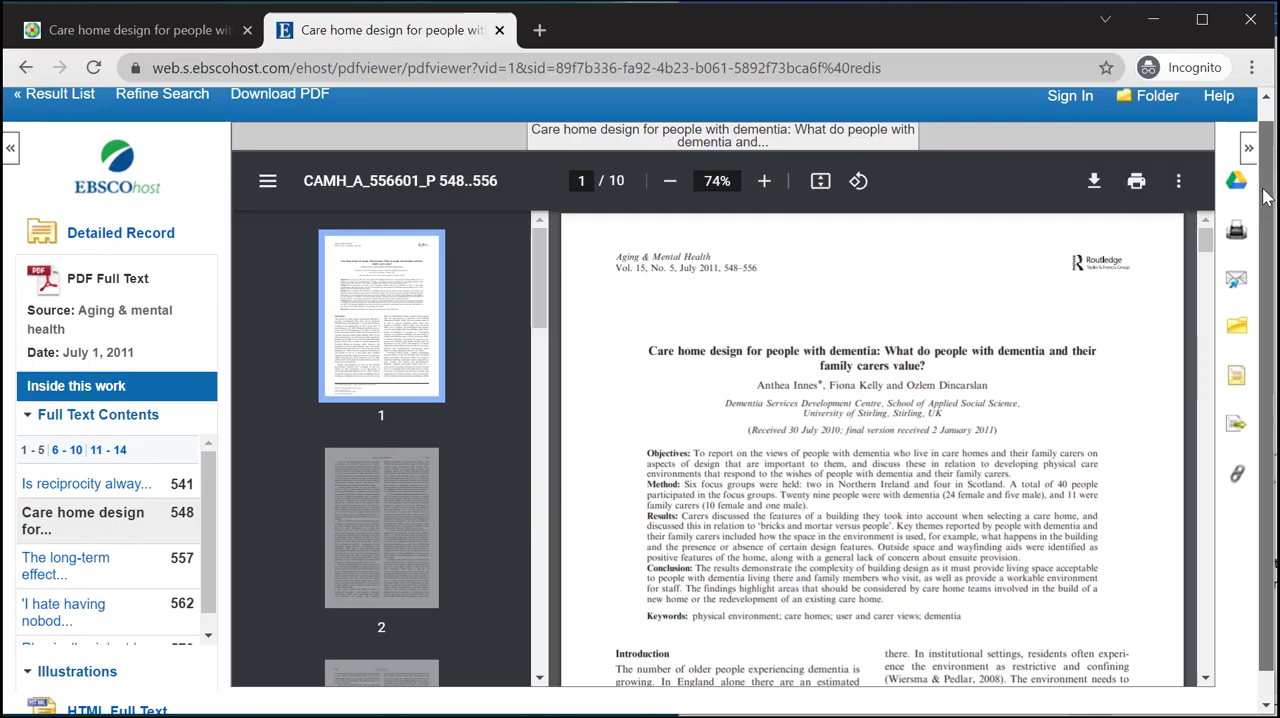 Care home design for people wit
Care home design for people wit
web.s.ebscohost.com/ehost/pdfviewer/pdfviewer?vid=1&sid=89f7b336-fa92-4b23-b061-5892f73bca6f%40redis
Incognito
« Result List Refine Search Download PDF
Sign In Folder Help
Care home design for people with dementia: What do people with
dementia and...
EBSCOhost
CAMH_A_556601_P 548..556
1 / 10
74%
Detailed Record
PDF
PDF Full Text
Source: Aging & mental
health
Date: July 1, 2011
Inside this work
Full Text Contents
1 - 5 6 - 10 11 - 14
Is reciprocity alway... 541
Care home design 548
for...
The long-term 557
effect...
'I hate having 562
nobod...
Illustrations
HTML Full Text
1
2
Aging & Mental Health
Vol. 15, No. 5, July 2011, 548–556
Routledge
Taylor & Francis Group
Care home design for people with dementia: What do people with dementia and their
family carers value?
Anthea Innes*, Fiona Kelly and Ozlem Dincarslan
Dementia Services Development Centre, School of Applied Social Science,
University of Stirling, Stirling, UK
(Received 30 July 2010; final version received 2 January 2011)
Objectives: To report on the views of people with dementia who live in care homes and their family carers on
aspects of design that are important to them, and discuss these in relation to developing physical care
environments that respond to the wishes of people with dementia and their family carers.
Method: Six focus groups were held: two in Northern Ireland and four in Scotland. A total of 40 people
participated in the focus groups. Twenty nine people were with dementia (24 female and five male), and 11 were
family carers (10 female and one male).
Results: Carers discussed the features of a building they took into account when selecting a care home, and
discussed this in relation to 'bricks and mortar versus people'. Key themes reported by people with dementia and
their family carers included how the space in the environment is used, for example, what happens in the building
and the presence or absence of certain design features. Outside space and wayfinding aids were identified as
positive features of the home, along with a general lack of concern about ensuite provision.
Conclusion: The results demonstrate the complexity of building design as it must provide living space acceptable
to people with dementia living there and family members who visit, as well as provide a workable environment
for staff. The findings highlight areas that should be considered by care home teams involved in the build of a
new home or the redevelopment of an existing care home.
Keywords: physical environment; care homes; user and carer views; dementia
Introduction
The number of older people experiencing dementia is
growing. In England alone there are an estimated
there. In institutional settings, residents often experi-
ence the environment as restrictive and confining
(Wiersma & Pedlar, 2008). The environment needs to